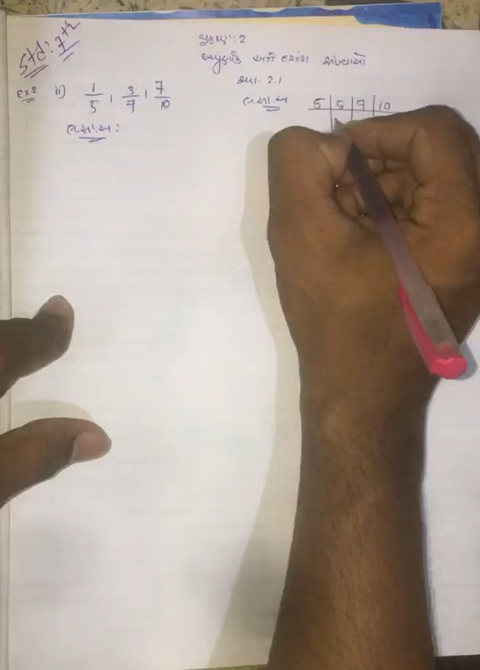 Std: 7th
પ્રકરણ: 2
અપૂર્ણાંક અને દશાંશ સંખ્યાઓ
સ્વા. 2.1
Ex 2 ii) 1/5 , 3/7 , 7/10
લ.સા.અ :
લ.સા.અ 5 | 5 | 9 | 10